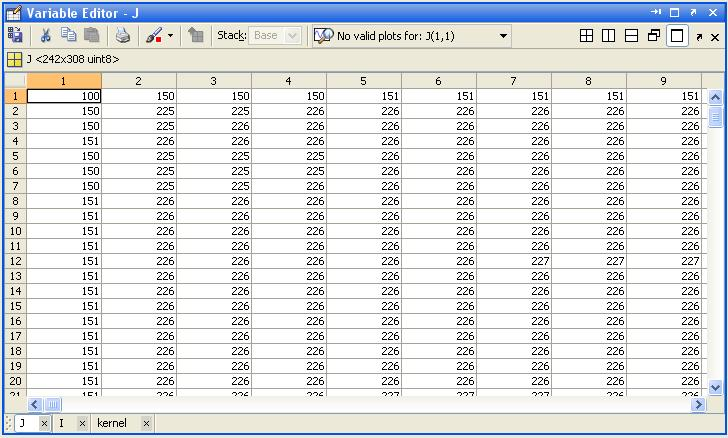 Variable Editor - J
Stack: Base No valid plots for: J(1,1)
J <242x308 uint8>
1 2 3 4 5 6 7 8 9
1 100 150 150 150 151 151 151 151 151
2 150 225 225 226 226 226 226 226 226
3 150 225 226 226 226 226 226 226 226
4 151 226 226 226 226 226 226 226 226
5 150 225 225 225 226 226 226 226 226
6 150 225 225 225 226 226 226 226 226
7 150 225 225 226 226 226 226 226 226
8 151 226 226 226 226 226 226 226 226
9 151 226 226 226 226 226 226 226 226
10 151 226 226 226 226 226 226 226 226
11 151 226 226 226 226 226 226 226 226
12 151 226 226 226 226 226 227 227 227
13 151 226 226 226 226 226 226 226 226
14 151 226 226 226 226 226 226 226 226
15 151 226 226 226 226 226 226 226 226
16 151 226 226 226 226 226 226 226 226
17 151 226 226 226 226 226 226 226 226
18 151 226 226 226 226 226 226 226 226
19 151 226 226 226 226 226 226 226 226
20 151 226 226 226 226 226 226 226 226
J I kernel